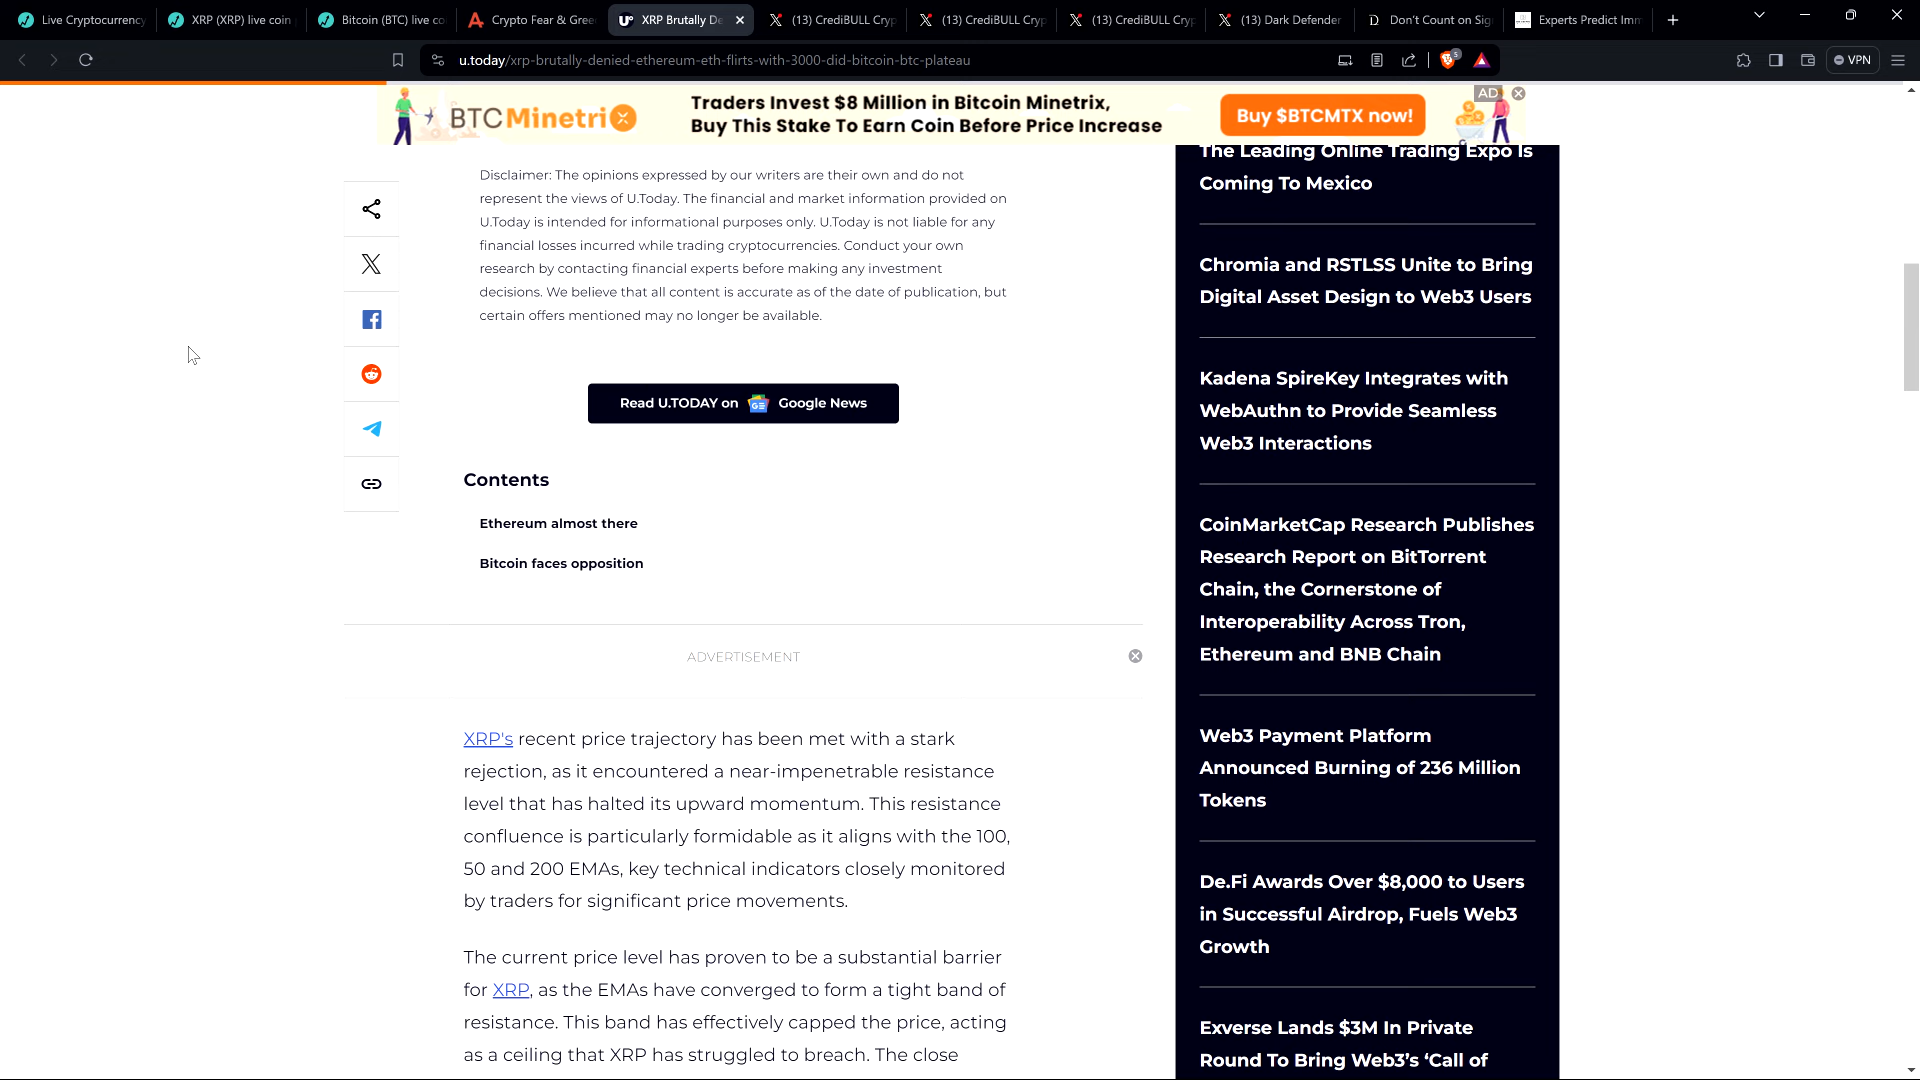 Live Cryptocurrency
XRP (XRP) live coin
Bitcoin (BTC) live co
Crypto Fear & Gree
XRP Brutally De
(13) CrediBULL Cryp
(13) CrediBULL Cryp
(13) CrediBULL Cryp
(13) Dark Defender
Don't Count on Sig
Experts Predict Imm
u.today/xrp-brutally-denied-ethereum-eth-flirts-with-3000-did-bitcoin-btc-plateau
5
VPN
BTCMinetrix
Traders Invest $8 Million in Bitcoin Minetrix,
Buy This Stake To Earn Coin Before Price Increase
Buy $BTCMTX now!
AD
Disclaimer: The opinions expressed by our writers are their own and do not
represent the views of U.Today. The financial and market information provided on
U.Today is intended for informational purposes only. U.Today is not liable for any
financial losses incurred while trading cryptocurrencies. Conduct your own
research by contacting financial experts before making any investment
decisions. We believe that all content is accurate as of the date of publication, but
certain offers mentioned may no longer be available.
Read U.TODAY on Google News
Contents
Ethereum almost there
Bitcoin faces opposition
ADVERTISEMENT
XRP's recent price trajectory has been met with a stark
rejection, as it encountered a near-impenetrable resistance
level that has halted its upward momentum. This resistance
confluence is particularly formidable as it aligns with the 100,
50 and 200 EMAs, key technical indicators closely monitored
by traders for significant price movements.
The current price level has proven to be a substantial barrier
for XRP, as the EMAs have converged to form a tight band of
resistance. This band has effectively capped the price, acting
as a ceiling that XRP has struggled to breach. The close
The Leading Online Trading Expo Is
Coming To Mexico
Chromia and RSTLSS Unite to Bring
Digital Asset Design to Web3 Users
Kadena SpireKey Integrates with
WebAuthn to Provide Seamless
Web3 Interactions
CoinMarketCap Research Publishes
Research Report on BitTorrent
Chain, the Cornerstone of
Interoperability Across Tron,
Ethereum and BNB Chain
Web3 Payment Platform
Announced Burning of 236 Million
Tokens
De.Fi Awards Over $8,000 to Users
in Successful Airdrop, Fuels Web3
Growth
Exverse Lands $3M In Private
Round To Bring Web3's 'Call of